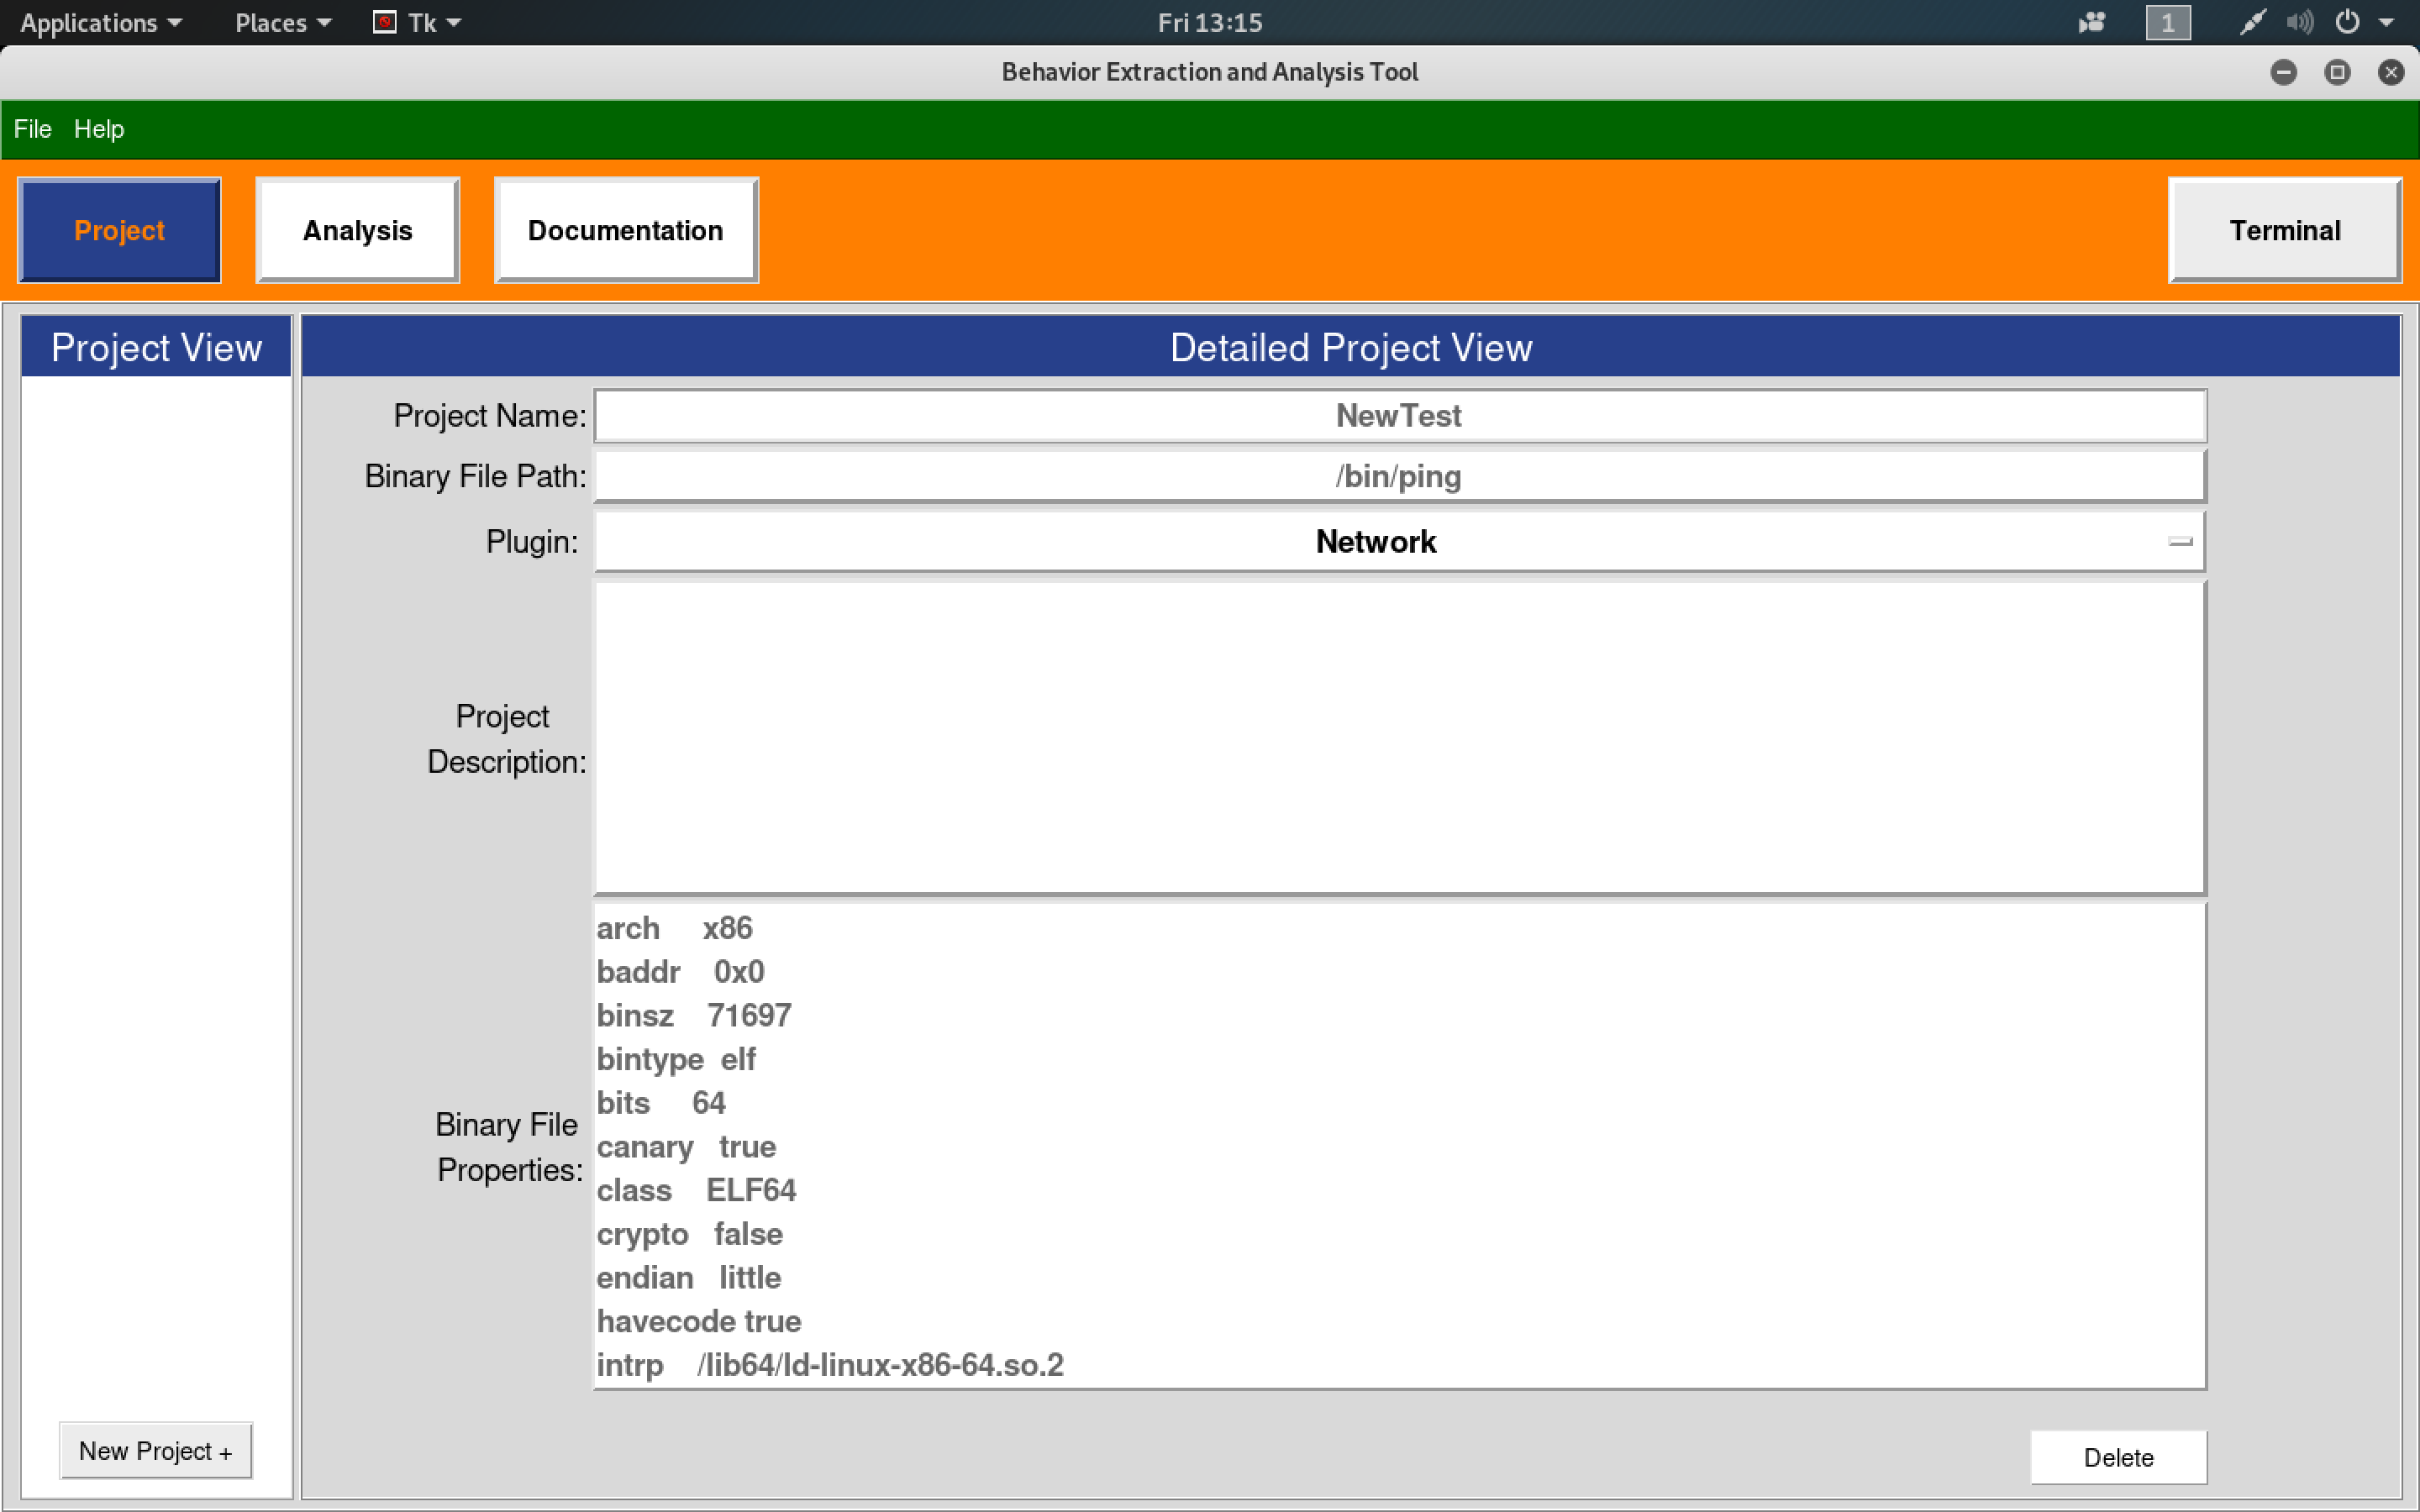 Applications Places Tk Fri 13:15 1
Behavior Extraction and Analysis Tool
File Help
Project Analysis Documentation Terminal
Project View Detailed Project View
Project Name: NewTest
Binary File Path: /bin/ping
Plugin: Network
Project
Description:
arch x86
baddr 0x0
binsz 71697
bintype elf
bits 64
Binary File
Properties:
canary true
class ELF64
crypto false
endian little
havecode true
intrp /lib64/ld-linux-x86-64.so.2
New Project +
Delete